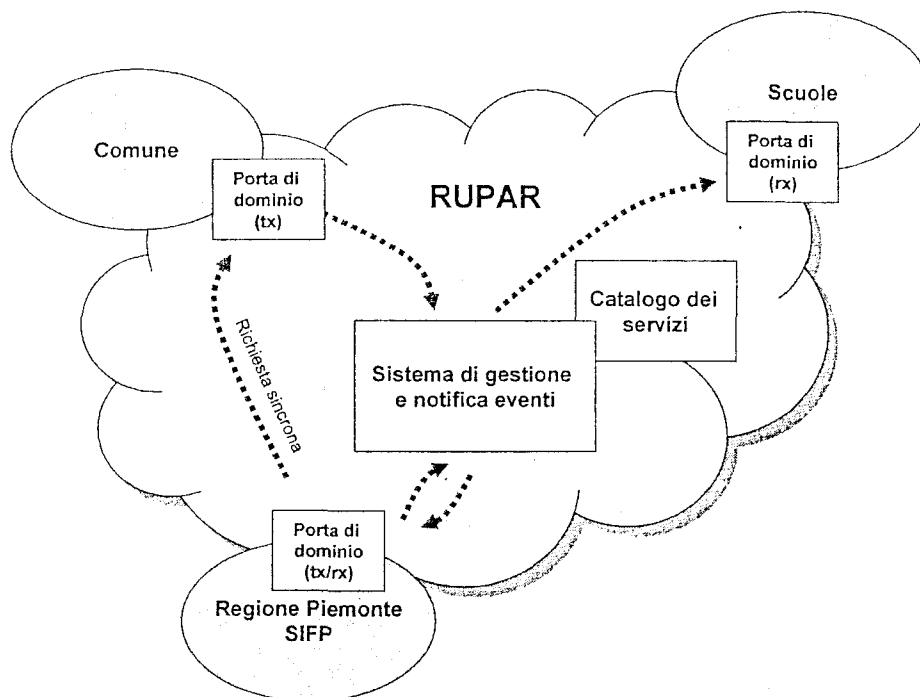 Scuole
Comune
Porta di
dominio
(rx)
Porta di
dominio
(tx)
RUPAR
Catalogo dei
servizi
Richiesta sincrona
Sistema di gestione
e notifica eventi
Porta di
dominio
(tx/rx)
Regione Piemonte
SIFP